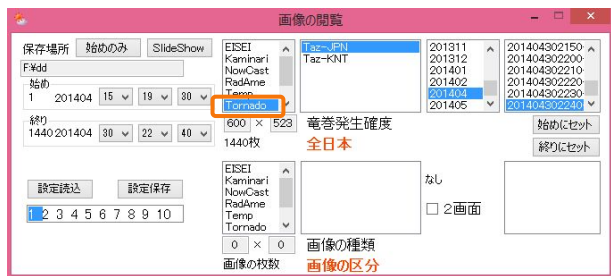 画像の閲覧
保存場所 始めのみ SlideShow
F:¥dd
始め
1 201404 15 19 30
終り
1440 201404 30 22 40
EISEI
Kaminari
NowCast
RadAme
Temp
Tornado
600 × 523
1440枚
Taz-JPN
Taz-KNT
竜巻発生確度
全日本
201311
201312
201401
201402
201404
201405
201404302150
201404302200
201404302210
201404302220
201404302230
201404302240
始めにセット
終りにセット
設定読込 設定保存
1 2 3 4 5 6 7 8 9 10
EISEI
Kaminari
NowCast
RadAme
Temp
Tornado
0 × 0
画像の枚数
画像の種類
画像の区分
なし
2画面